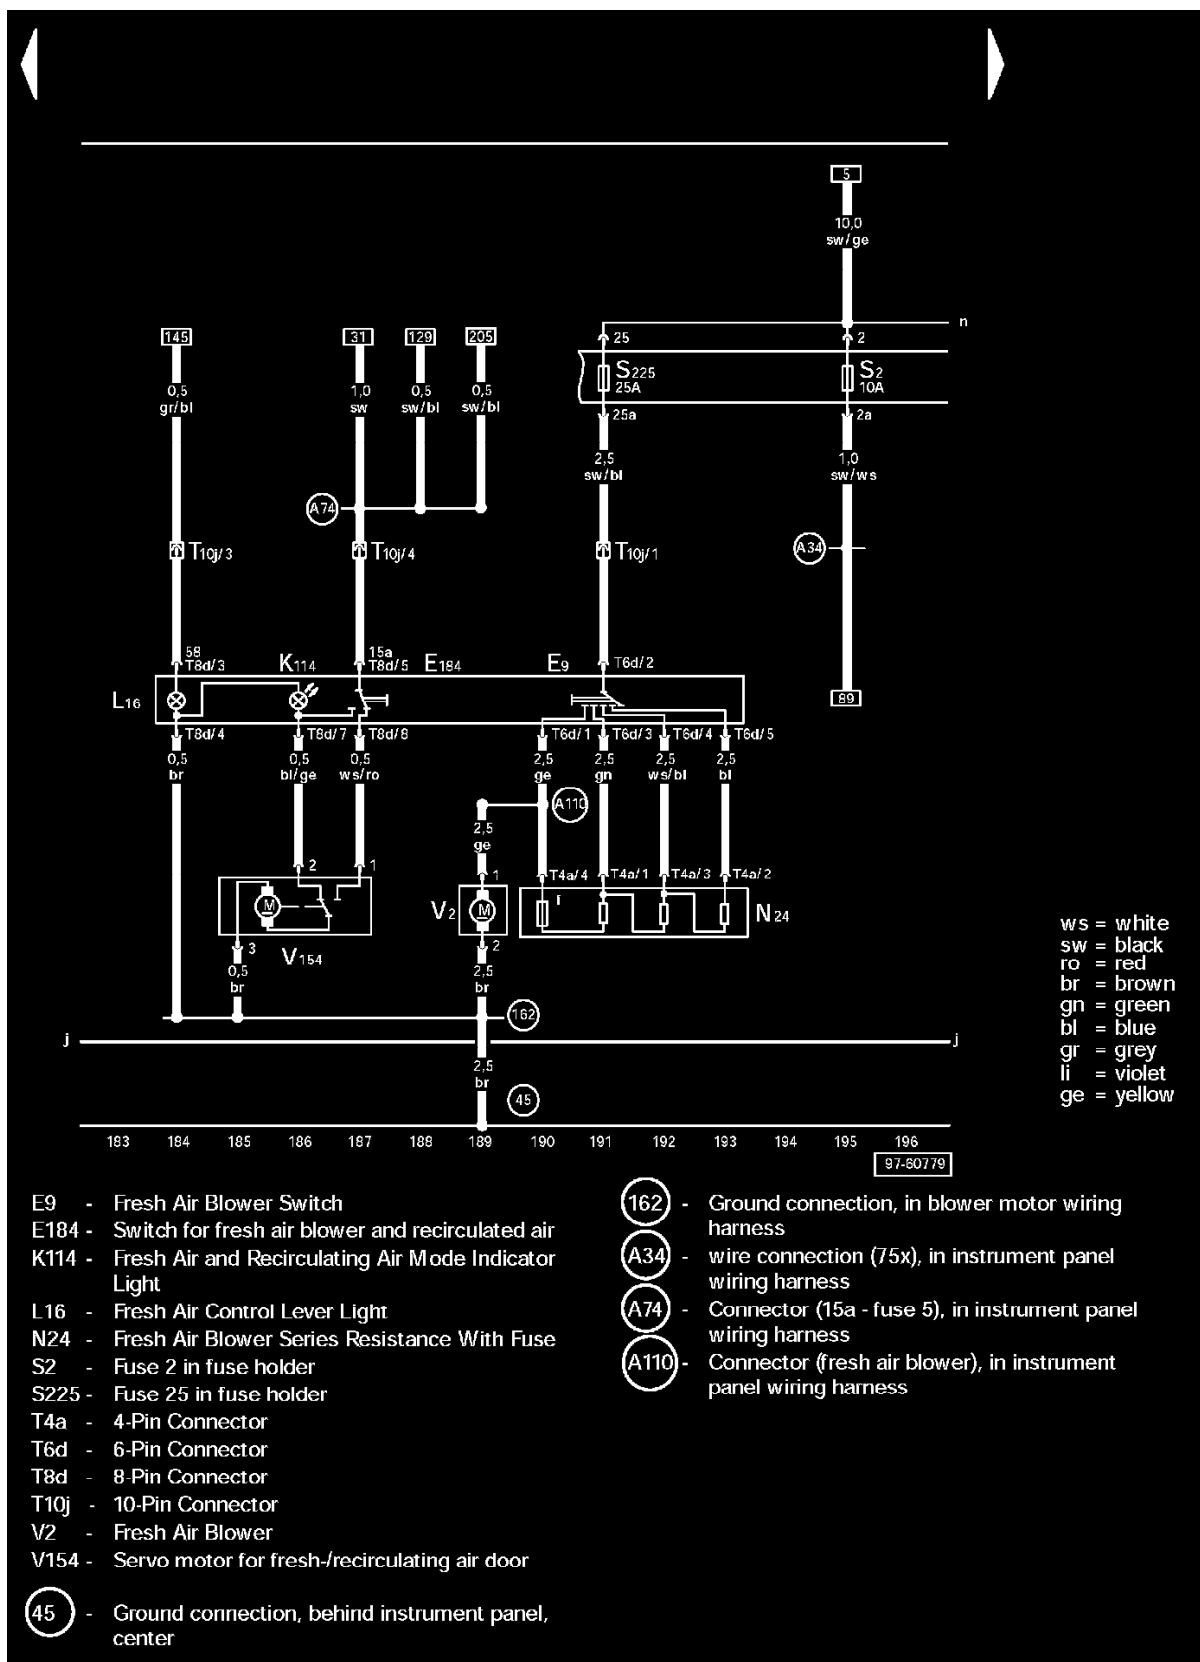 5
10,0
sw/ge
n
145
31
129
205
25
2
S225
25A
S2
10A
0,5
gr/bl
1,0
sw
0,5
sw/bl
0,5
sw/bl
25a
2a
2,5
sw/bl
1,0
sw/ws
A74
T10j/3
T10j/4
T10j/1
A34
58
T8d/3
K114
15a
T8d/5
E184
E9
T6d/2
L16
89
T8d/4
T8d/7
T8d/8
T6d/1
T6d/3
T6d/4
T6d/5
0,5
br
0,5
bl/ge
0,5
ws/ro
2,5
ge
2,5
gn
2,5
ws/bl
2,5
bl
A110
2,5
ge
2
1
1
T4a/4
T4a/1
T4a/3
T4a/2
M
V2
M
N24
3
V154
2
0,5
br
2,5
br
162
j
j
2,5
br
45
ws = white
sw = black
ro = red
br = brown
gn = green
bl = blue
gr = grey
li = violet
ge = yellow
183 184 185 186 187 188 189 190 191 192 193 194 195 196
97-60779
E9 - Fresh Air Blower Switch
E184 - Switch for fresh air blower and recirculated air
K114 - Fresh Air and Recirculating Air Mode Indicator
Light
L16 - Fresh Air Control Lever Light
N24 - Fresh Air Blower Series Resistance With Fuse
S2 - Fuse 2 in fuse holder
S225 - Fuse 25 in fuse holder
T4a - 4-Pin Connector
T6d - 6-Pin Connector
T8d - 8-Pin Connector
T10j - 10-Pin Connector
V2 - Fresh Air Blower
V154 - Servo motor for fresh-/recirculating air door
45 - Ground connection, behind instrument panel,
center
162 - Ground connection, in blower motor wiring
harness
A34 - wire connection (75x), in instrument panel
wiring harness
A74 - Connector (15a - fuse 5), in instrument panel
wiring harness
A110 - Connector (fresh air blower), in instrument
panel wiring harness